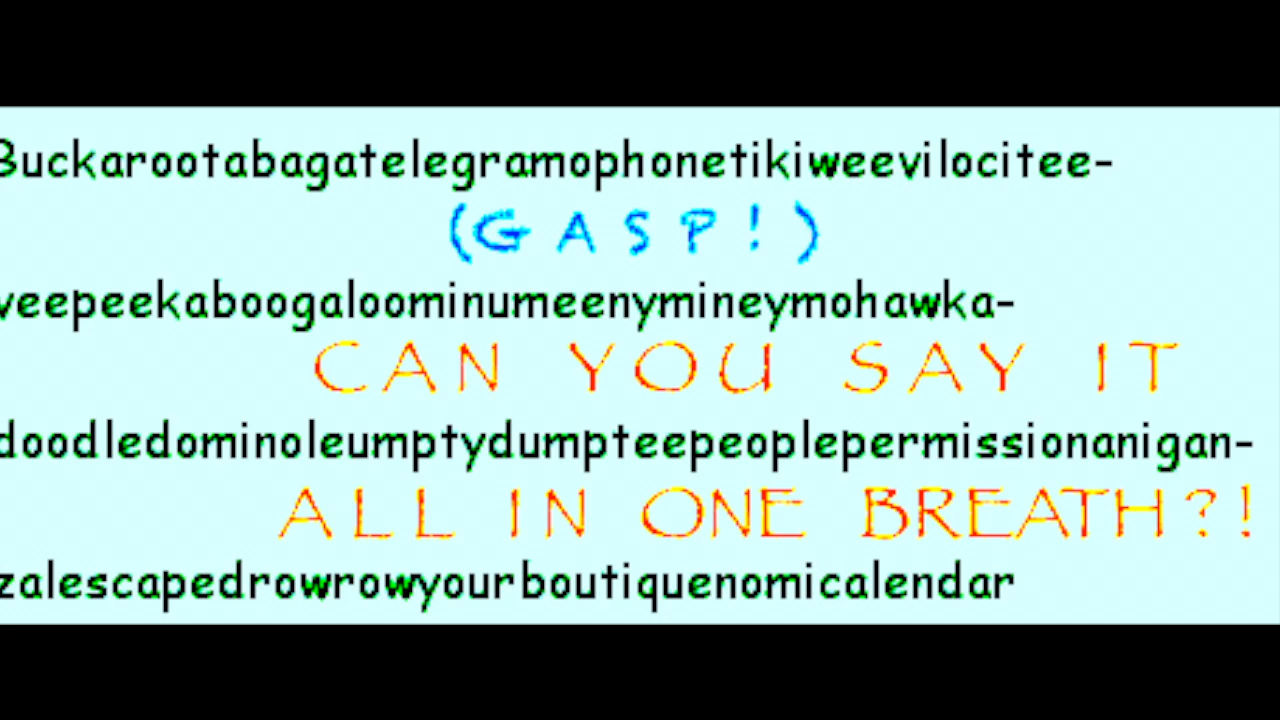 Buckarootabagatelegramophonetikiweevilocitee-
(GASP!)
veepeekaboogaloominumeenymineymohawka-
CAN YOU SAY IT
doodledominoleumptydumpteepeoplepermissionanigan-
ALL IN ONE BREATH?!
zalescapedrowrowyourboutiquenomicalendar